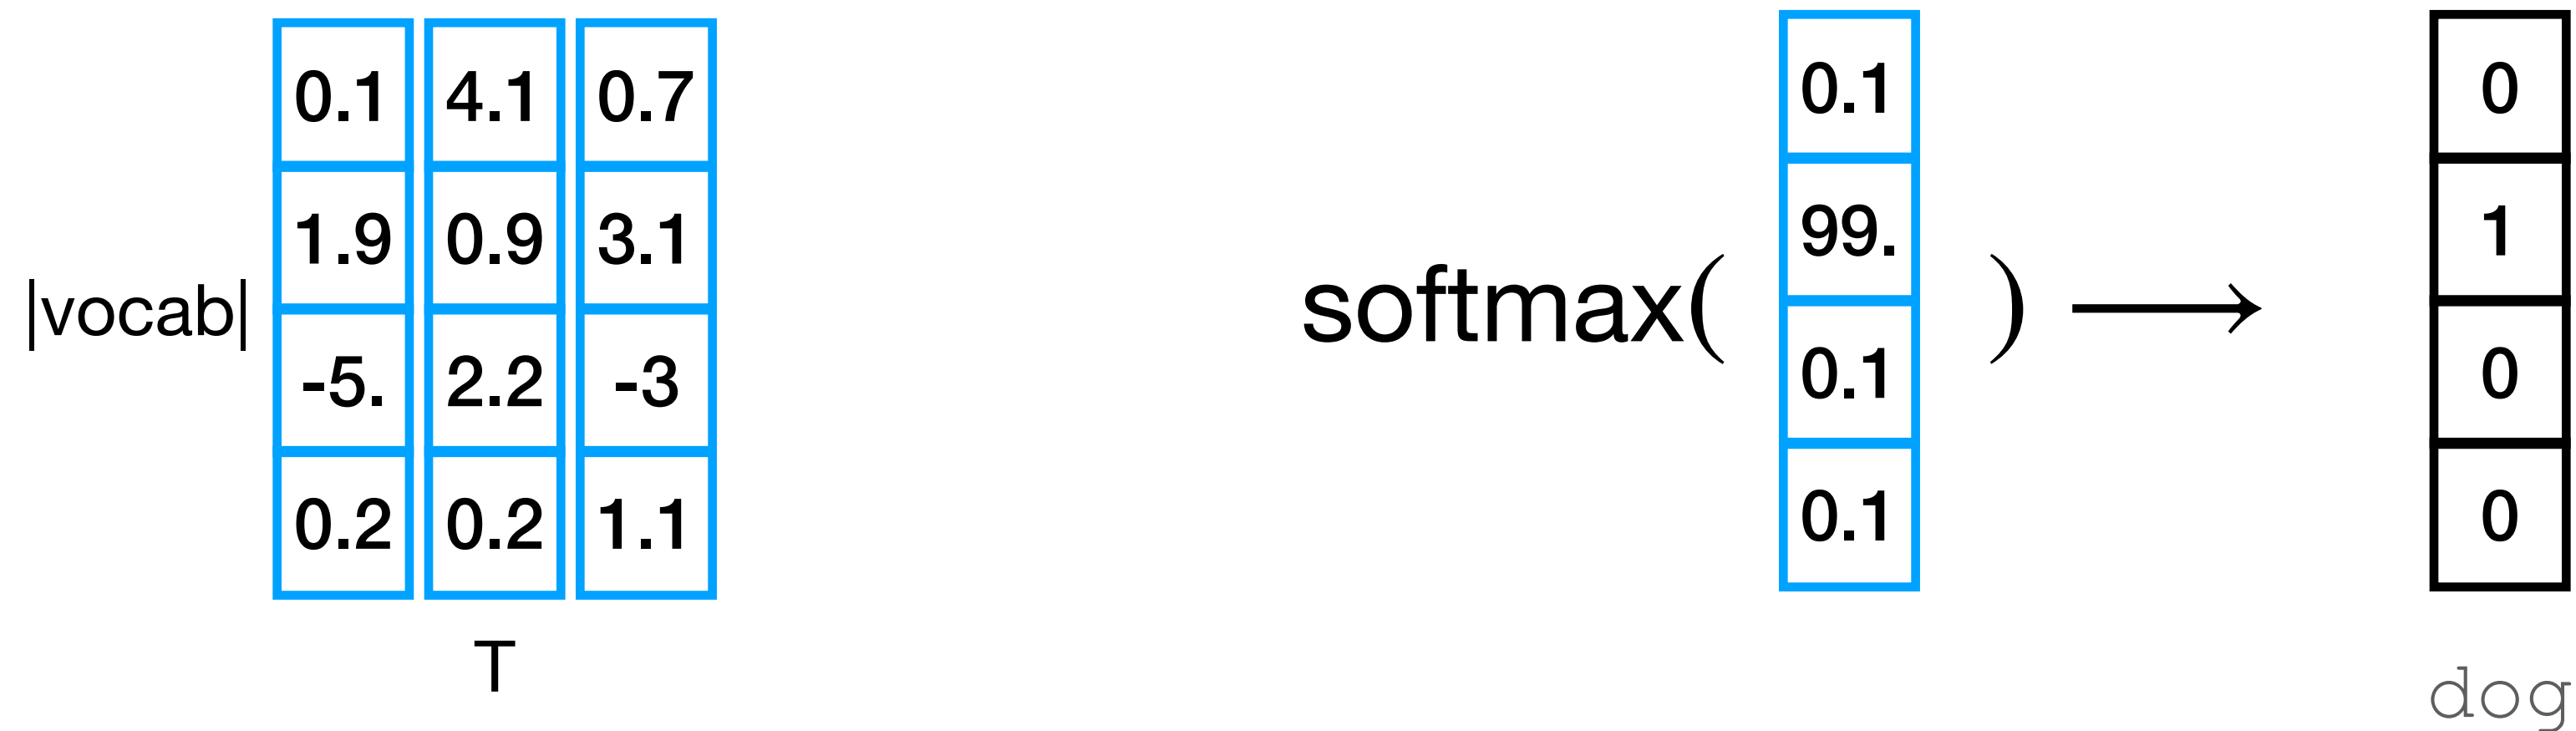 0.1 4.1 0.7
1.9 0.9 3.1
-5. 2.2 -3
0.2 0.2 1.1
|vocab|
T
softmax(
0.1
99.
0.1
0.1
) ⟶
0
1
0
0
dog